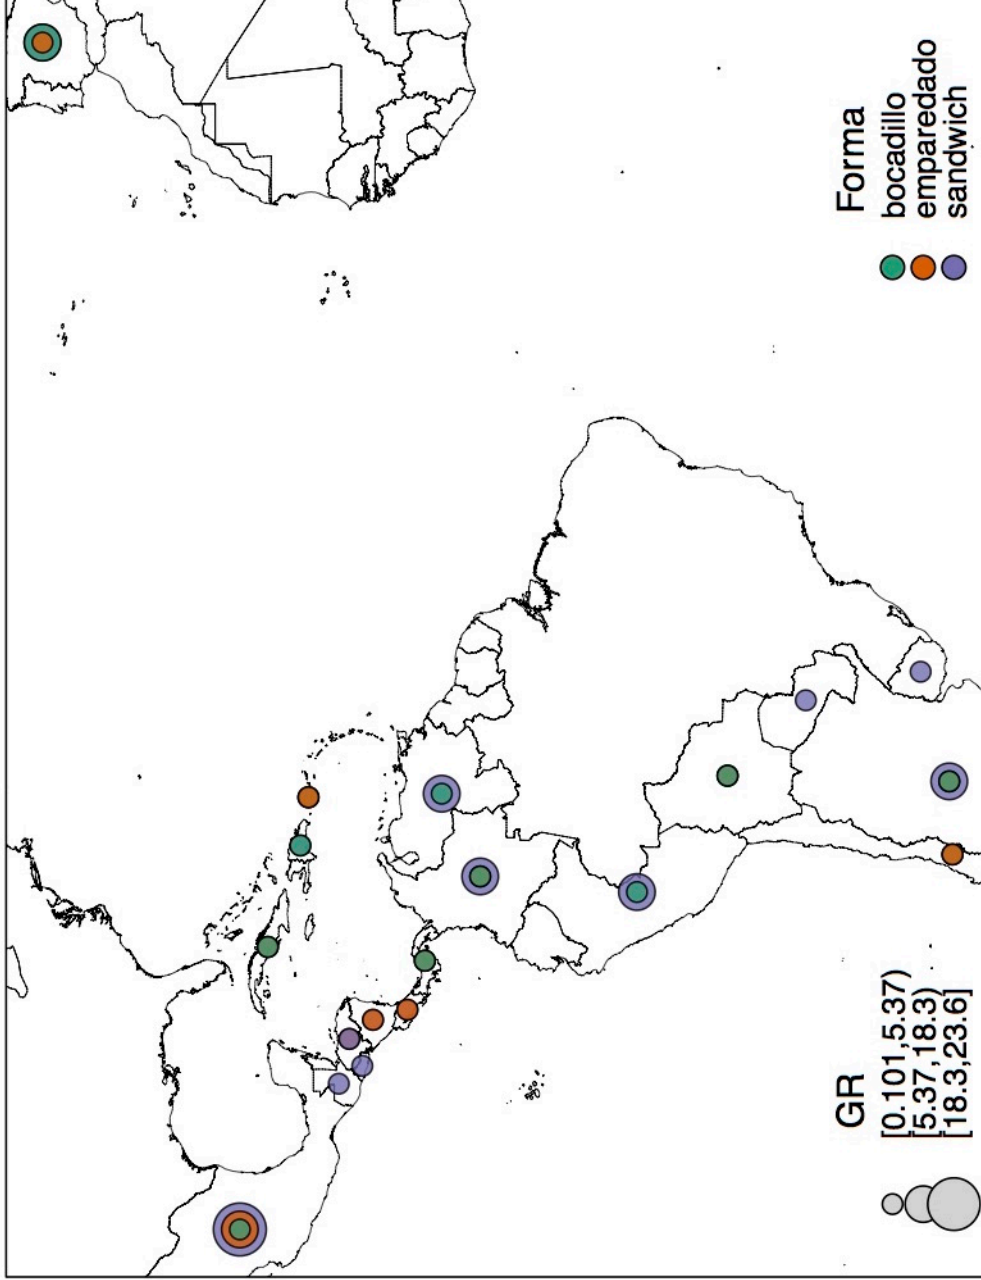 GR
[0.101,5.37)
[5.37,18.3)
[18.3,23.6]
Forma
bocadillo
emparedado
sandwich